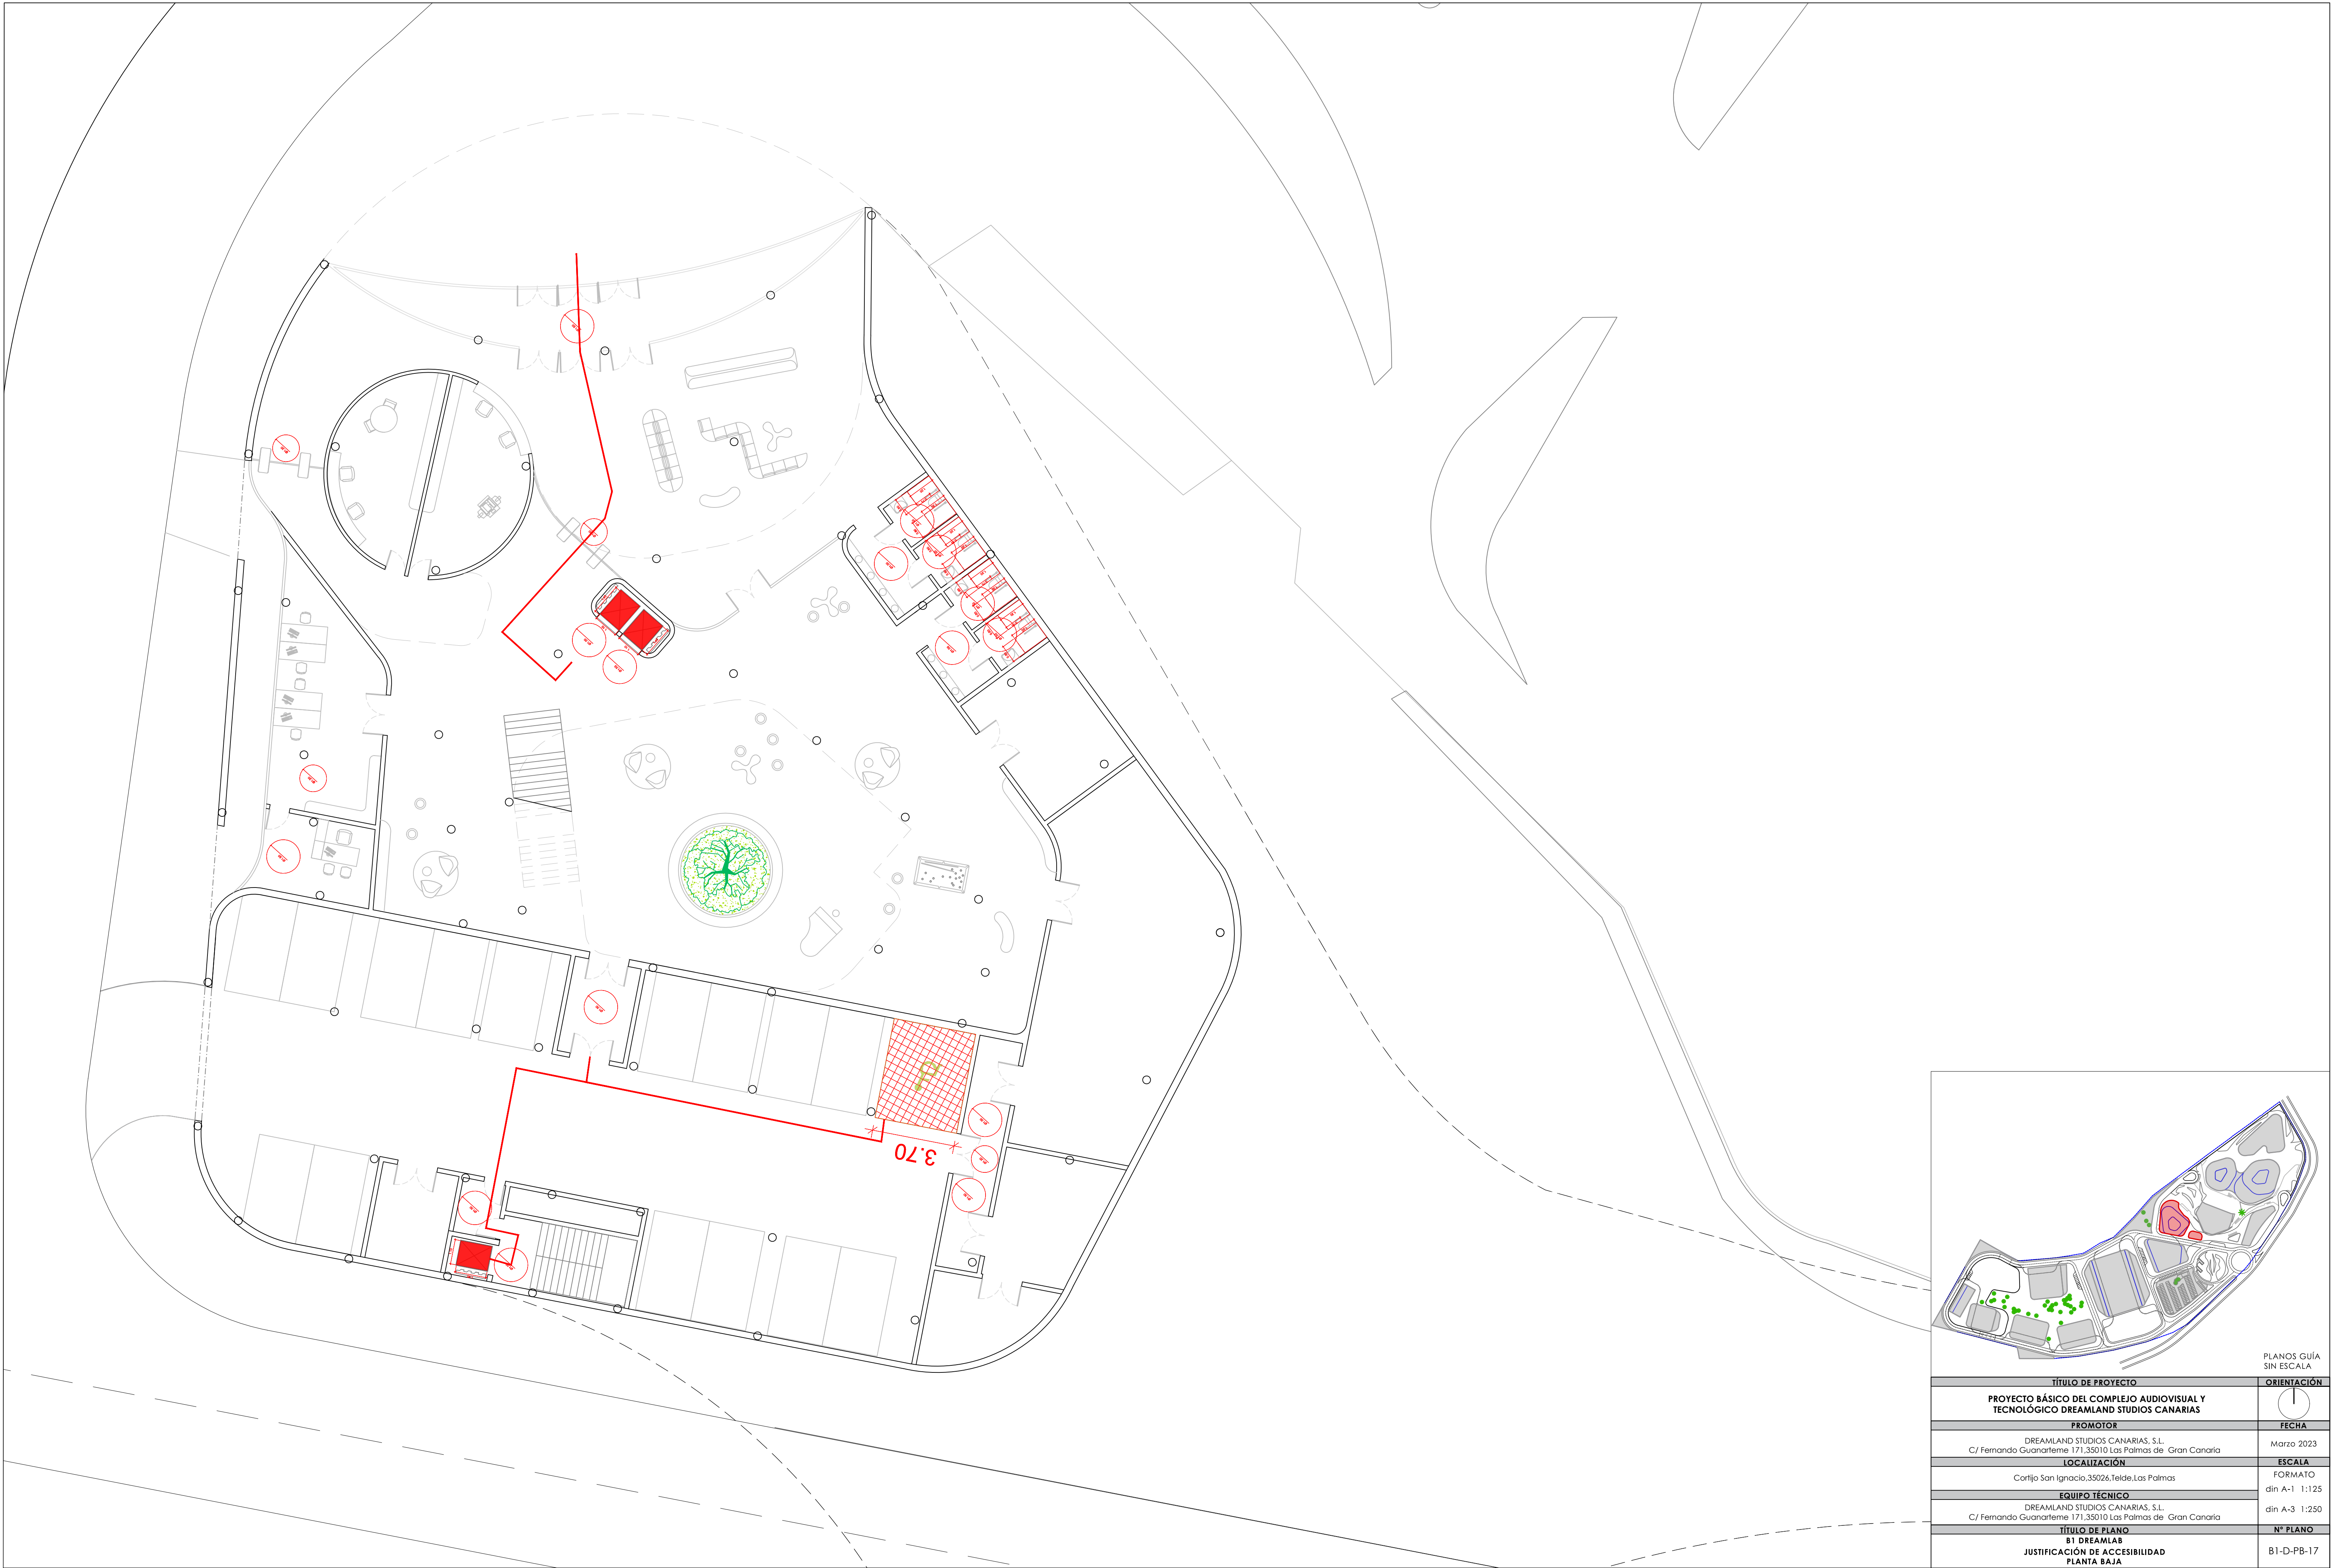 P
3.70
PLANOS GUÍA
SIN ESCALA
TÍTULO DE PROYECTO
ORIENTACIÓN
PROYECTO BÁSICO DEL COMPLEJO AUDIOVISUAL Y
TECNOLÓGICO DREAMLAND STUDIOS CANARIAS
PROMOTOR
FECHA
DREAMLAND STUDIOS CANARIAS, S.L.
C/ Fernando Guanarteme 171,35010 Las Palmas de Gran Canaria
Marzo 2023
LOCALIZACIÓN
ESCALA
Cortijo San Ignacio,35026,Telde,Las Palmas
FORMATO
din A-1 1:125
din A-3 1:250
EQUIPO TÉCNICO
DREAMLAND STUDIOS CANARIAS, S.L.
C/ Fernando Guanarteme 171,35010 Las Palmas de Gran Canaria
TÍTULO DE PLANO
Nº PLANO
B1 DREAMLAB
JUSTIFICACIÓN DE ACCESIBILIDAD
PLANTA BAJA
B1-D-PB-17